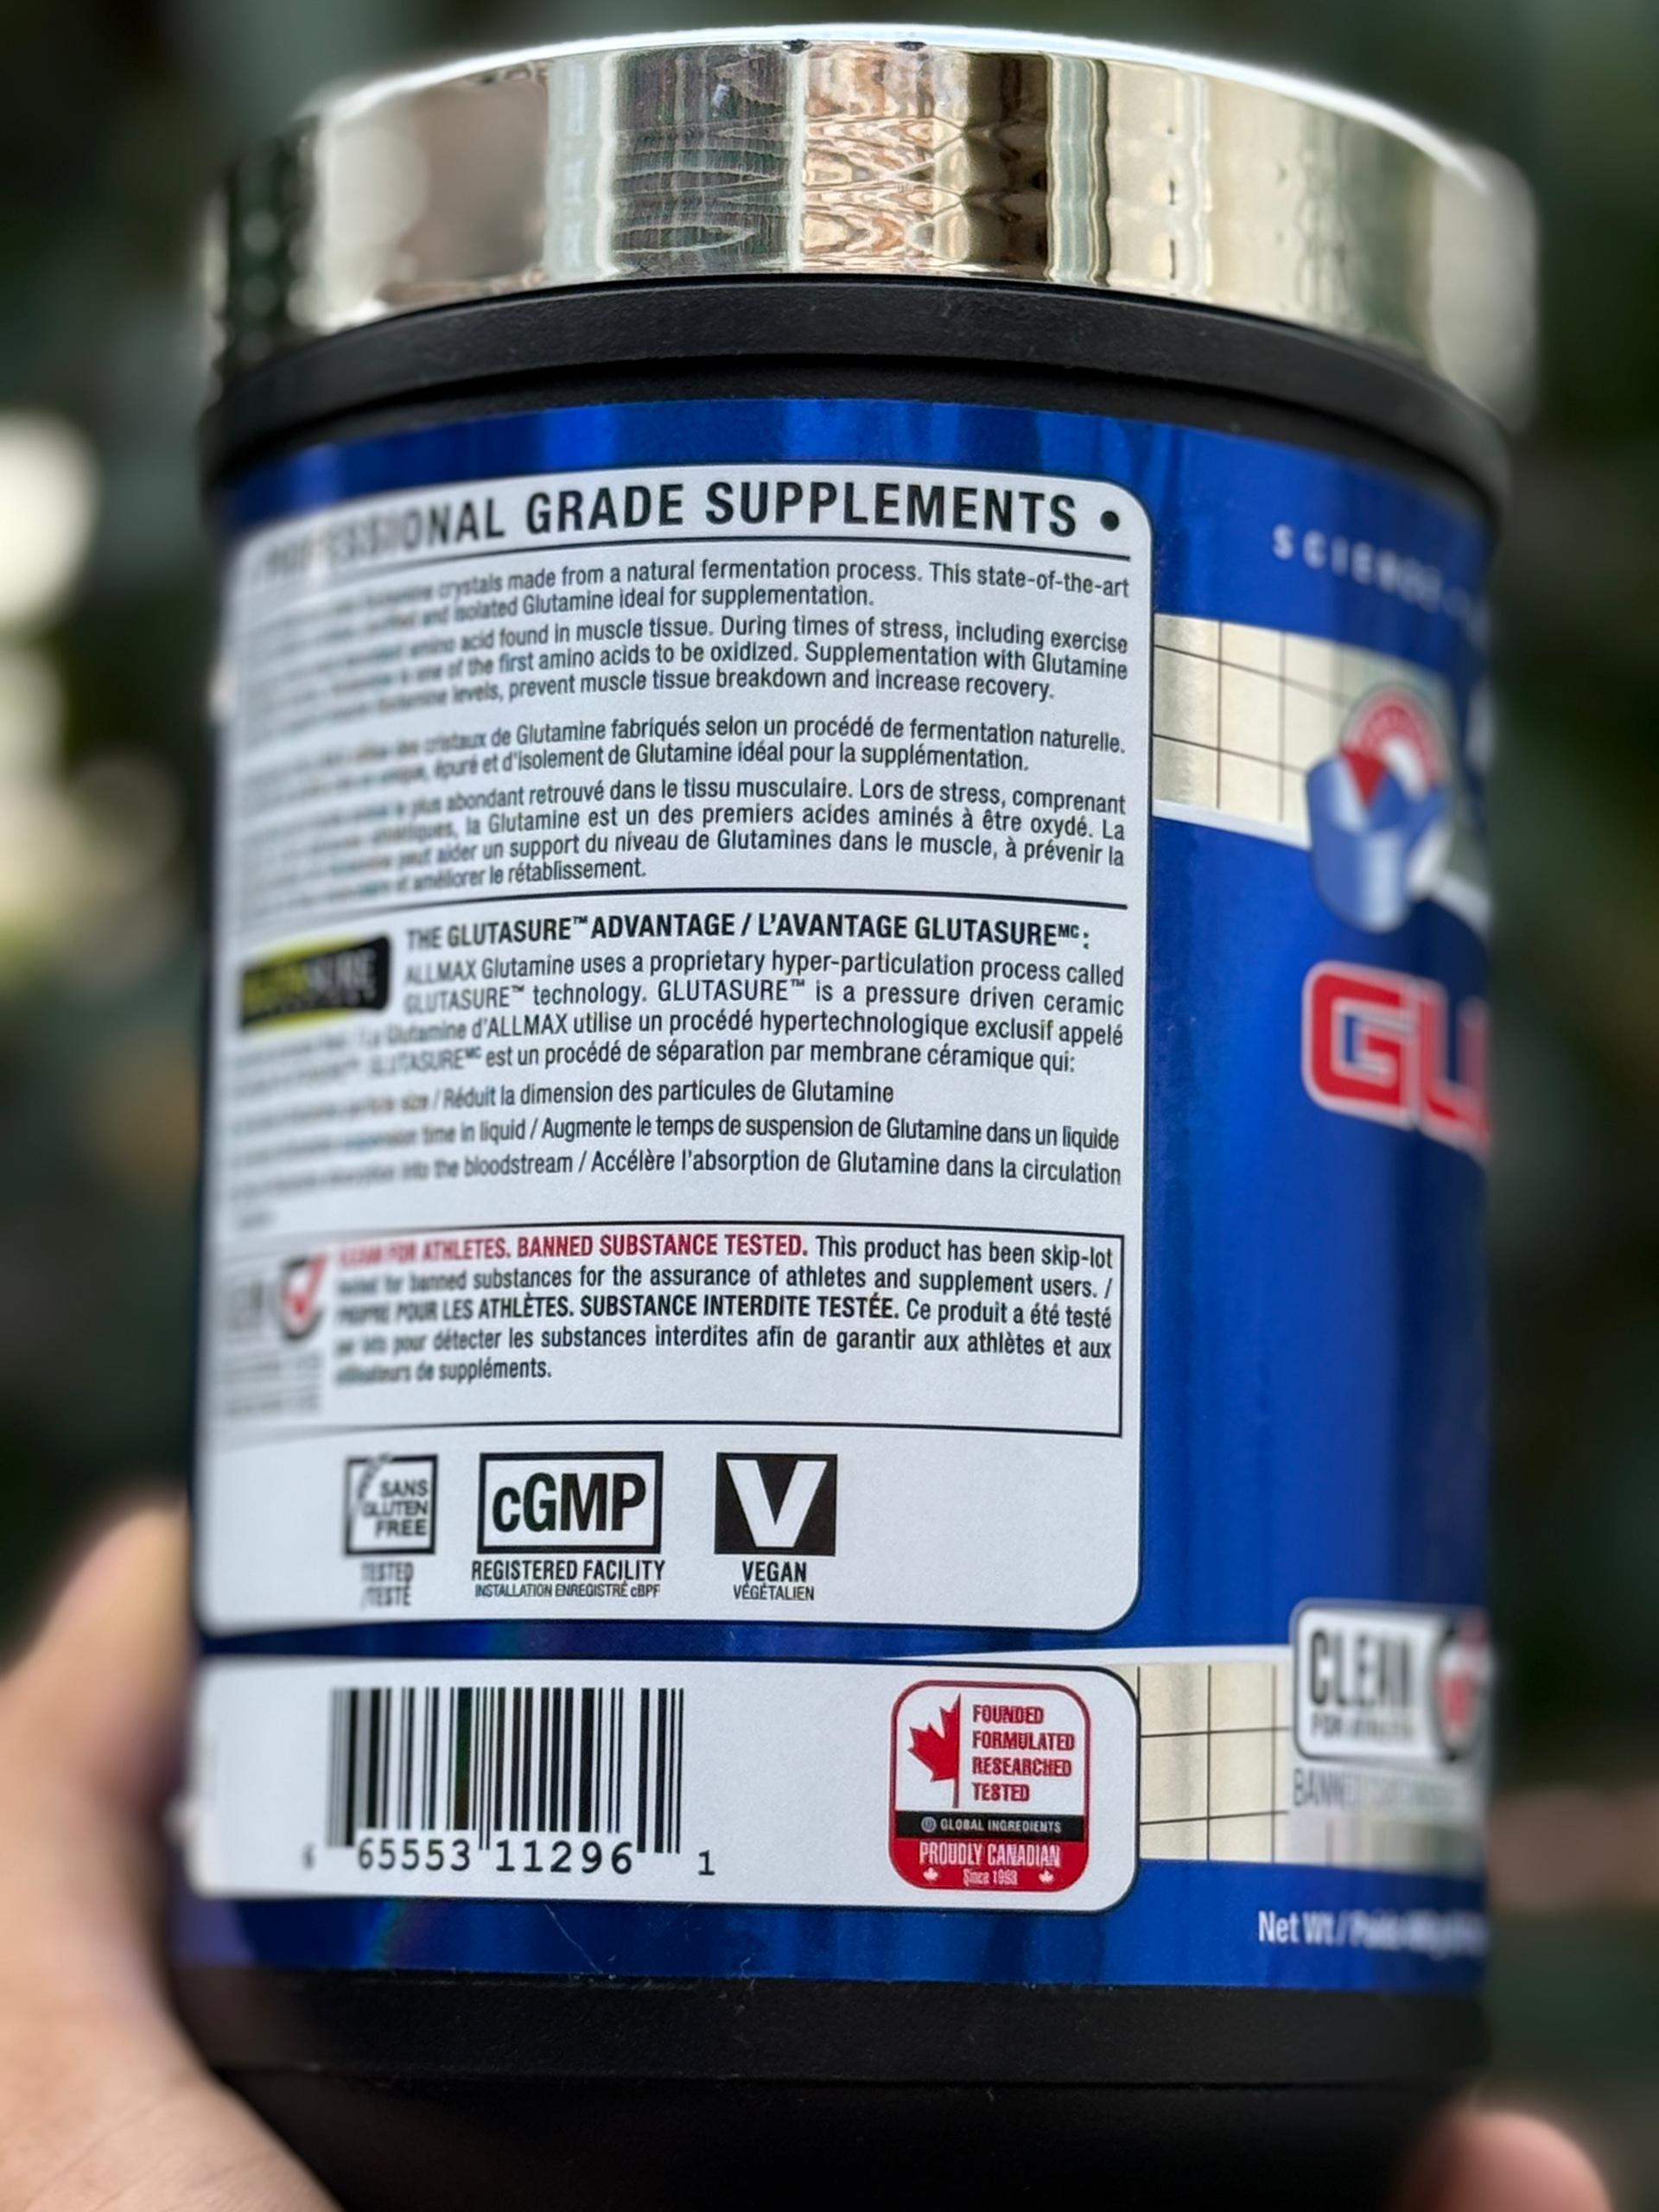 GRADE SUPPLEMENTS •
crystals made from a natural fermentation process. This state-of-the-art
and isolated Glutamine ideal for supplementation.
amino acid found in muscle tissue. During times of stress, including exercise
is one of the first amino acids to be oxidized. Supplementation with Glutamine
levels, prevent muscle tissue breakdown and increase recovery.
cristaux de Glutamine fabriqués selon un procédé de fermentation naturelle.
épuré et d'isolement de Glutamine idéal pour la supplémentation.
le plus abondant retrouvé dans le tissu musculaire. Lors de stress, comprenant
la Glutamine est un des premiers acides aminés à être oxydé. La
peut aider un support du niveau de Glutamines dans le muscle, à prévenir la
et améliorer le rétablissement.
THE GLUTASURE™ ADVANTAGE / L'AVANTAGE GLUTASUREᴹᶜ:
ALLMAX Glutamine uses a proprietary hyper-particulation process called
GLUTASURE™ technology. GLUTASURE™ is a pressure driven ceramic
La Glutamine d'ALLMAX utilise un procédé hypertechnologique exclusif appelé
GLUTASUREᴹᶜ est un procédé de séparation par membrane céramique qui:
size / Réduit la dimension des particules de Glutamine
time in liquid / Augmente le temps de suspension de Glutamine dans un liquide
into the bloodstream / Accélère l'absorption de Glutamine dans la circulation
FOR ATHLETES. BANNED SUBSTANCE TESTED. This product has been skip-lot
tested for banned substances for the assurance of athletes and supplement users. /
PROPRE POUR LES ATHLÈTES. SUBSTANCE INTERDITE TESTÉE. Ce produit a été testé
par lots pour détecter les substances interdites afin de garantir aux athlètes et aux
utilisateurs de suppléments.
SANS
GLUTEN
FREE
TESTED
/TESTÉ
cGMP
REGISTERED FACILITY
INSTALLATION ENREGISTRÉ cBPF
V
VEGAN
VÉGÉTALIEN
6 65553 11296 1
FOUNDED
FORMULATED
RESEARCHED
TESTED
GLOBAL INGREDIENTS
PROUDLY CANADIAN
Since 1993
SCIENCE
GLU
CLEAN
FOR ATHLETES
BANNED
Net Wt./